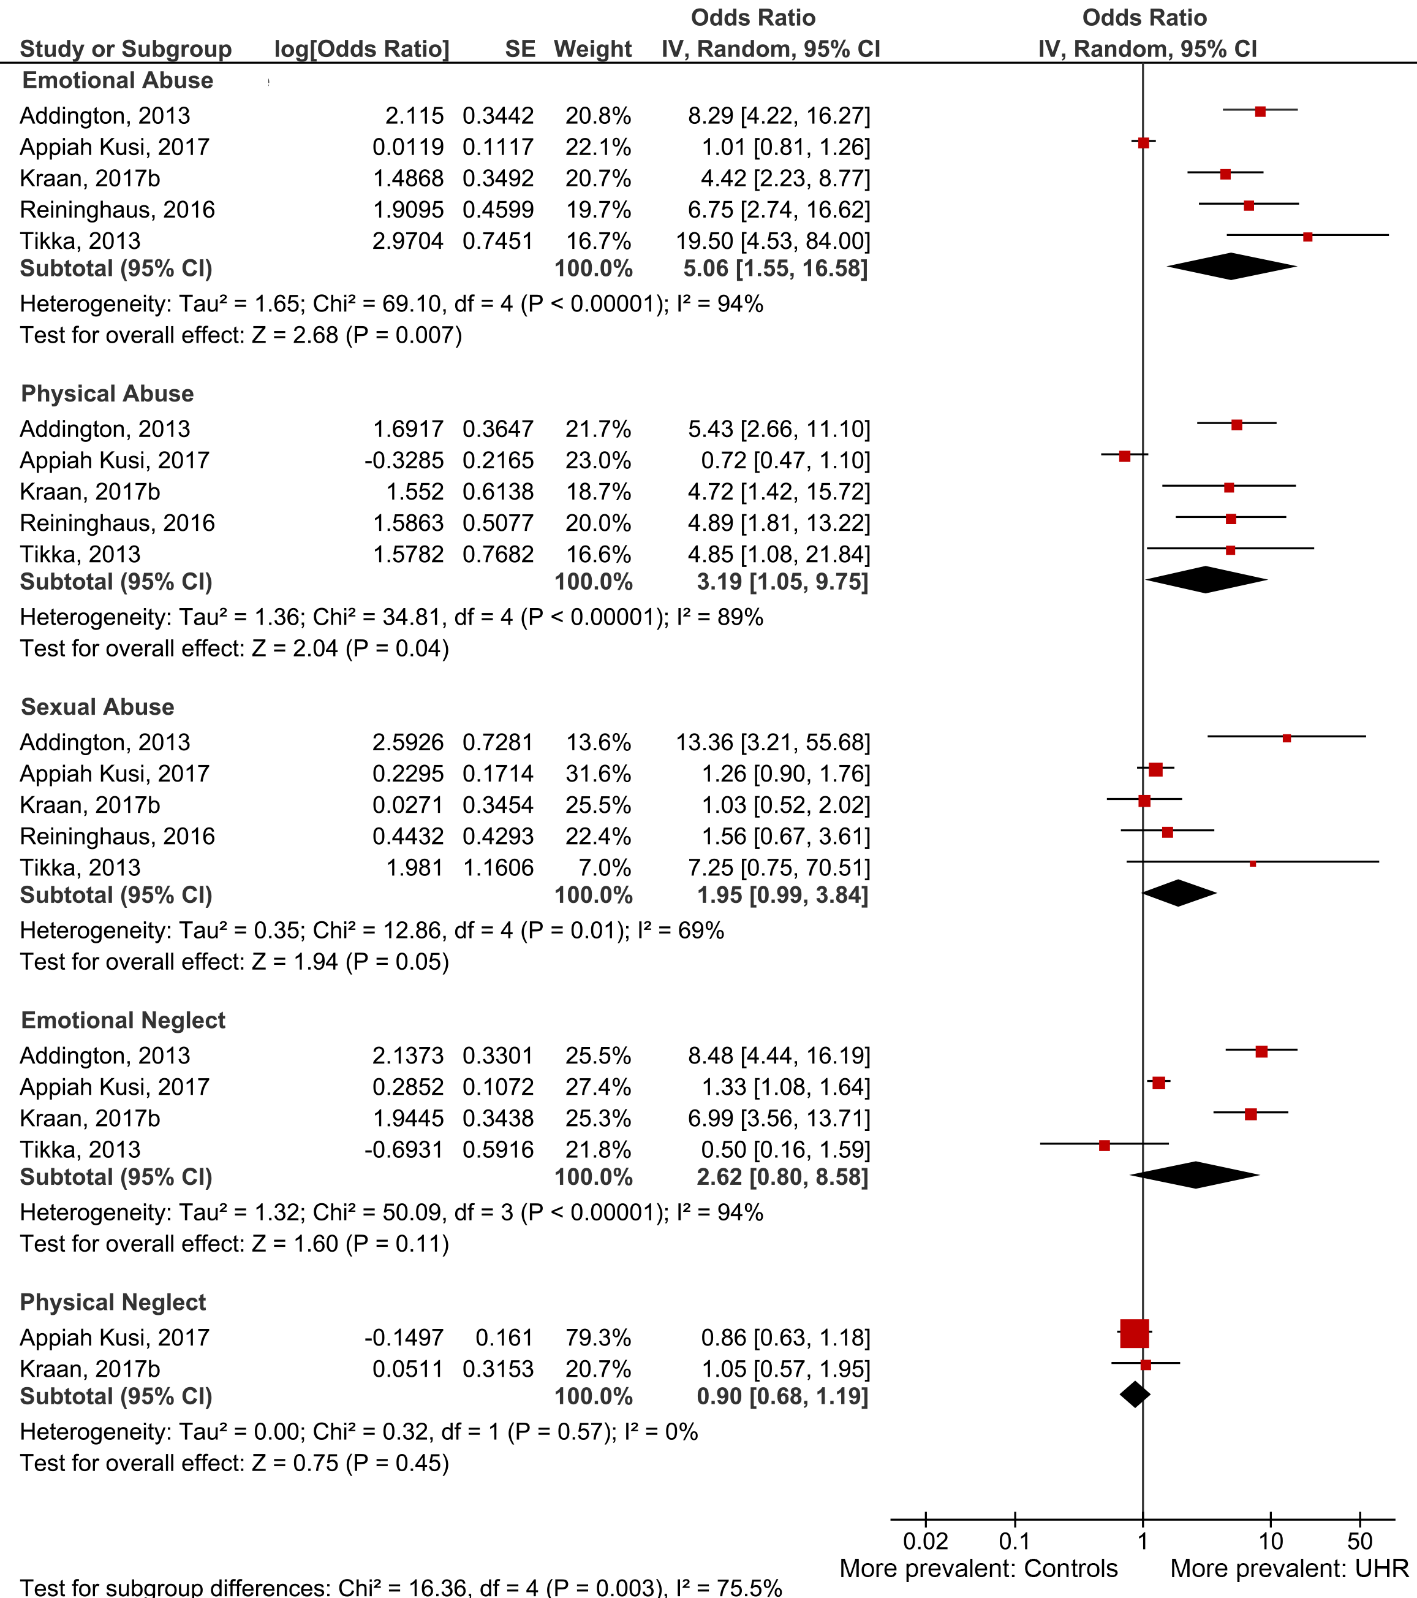 Odds Ratio Odds Ratio
Study or Subgroup log[Odds Ratio] SE Weight IV, Random, 95% CI IV, Random, 95% CI
Emotional Abuse
Addington, 2013 2.115 0.3442 20.8% 8.29 [4.22, 16.27]
Appiah Kusi, 2017 0.0119 0.1117 22.1% 1.01 [0.81, 1.26]
Kraan, 2017b 1.4868 0.3492 20.7% 4.42 [2.23, 8.77]
Reininghaus, 2016 1.9095 0.4599 19.7% 6.75 [2.74, 16.62]
Tikka, 2013 2.9704 0.7451 16.7% 19.50 [4.53, 84.00]
Subtotal (95% CI) 100.0% 5.06 [1.55, 16.58]
Heterogeneity: Tau² = 1.65; Chi² = 69.10, df = 4 (P < 0.00001); I² = 94%
Test for overall effect: Z = 2.68 (P = 0.007)
Physical Abuse
Addington, 2013 1.6917 0.3647 21.7% 5.43 [2.66, 11.10]
Appiah Kusi, 2017 -0.3285 0.2165 23.0% 0.72 [0.47, 1.10]
Kraan, 2017b 1.552 0.6138 18.7% 4.72 [1.42, 15.72]
Reininghaus, 2016 1.5863 0.5077 20.0% 4.89 [1.81, 13.22]
Tikka, 2013 1.5782 0.7682 16.6% 4.85 [1.08, 21.84]
Subtotal (95% CI) 100.0% 3.19 [1.05, 9.75]
Heterogeneity: Tau² = 1.36; Chi² = 34.81, df = 4 (P < 0.00001); I² = 89%
Test for overall effect: Z = 2.04 (P = 0.04)
Sexual Abuse
Addington, 2013 2.5926 0.7281 13.6% 13.36 [3.21, 55.68]
Appiah Kusi, 2017 0.2295 0.1714 31.6% 1.26 [0.90, 1.76]
Kraan, 2017b 0.0271 0.3454 25.5% 1.03 [0.52, 2.02]
Reininghaus, 2016 0.4432 0.4293 22.4% 1.56 [0.67, 3.61]
Tikka, 2013 1.981 1.1606 7.0% 7.25 [0.75, 70.51]
Subtotal (95% CI) 100.0% 1.95 [0.99, 3.84]
Heterogeneity: Tau² = 0.35; Chi² = 12.86, df = 4 (P = 0.01); I² = 69%
Test for overall effect: Z = 1.94 (P = 0.05)
Emotional Neglect
Addington, 2013 2.1373 0.3301 25.5% 8.48 [4.44, 16.19]
Appiah Kusi, 2017 0.2852 0.1072 27.4% 1.33 [1.08, 1.64]
Kraan, 2017b 1.9445 0.3438 25.3% 6.99 [3.56, 13.71]
Tikka, 2013 -0.6931 0.5916 21.8% 0.50 [0.16, 1.59]
Subtotal (95% CI) 100.0% 2.62 [0.80, 8.58]
Heterogeneity: Tau² = 1.32; Chi² = 50.09, df = 3 (P < 0.00001); I² = 94%
Test for overall effect: Z = 1.60 (P = 0.11)
Physical Neglect
Appiah Kusi, 2017 -0.1497 0.161 79.3% 0.86 [0.63, 1.18]
Kraan, 2017b 0.0511 0.3153 20.7% 1.05 [0.57, 1.95]
Subtotal (95% CI) 100.0% 0.90 [0.68, 1.19]
Heterogeneity: Tau² = 0.00; Chi² = 0.32, df = 1 (P = 0.57); I² = 0%
Test for overall effect: Z = 0.75 (P = 0.45)
0.02 0.1 1 10 50
More prevalent: Controls More prevalent: UHR
Test for subgroup differences: Chi² = 16.36, df = 4 (P = 0.003), I² = 75.5%